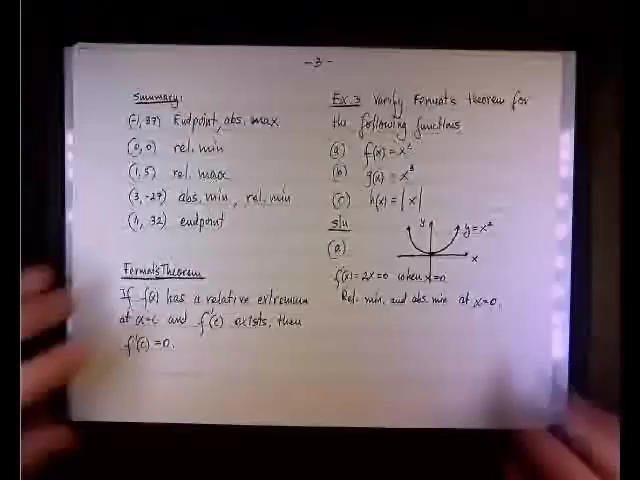 -3-
Summary:
(-1, 37) Endpoint, abs. max
(0, 0) rel. min
(1, 5) rel. max
(3, -27) abs. min, rel. min
(4, 32) endpoint
Fermat's Theorem
If f(x) has a relative extremum
at x=c and f'(c) exists, then
f'(c) = 0.
Ex. 3 Verify Fermat's theorem for
the following functions
(a) f(x) = x²
(b) g(x) = x³
(c) h(x) = |x|
sln
(a)
y
y = x²
x
f'(x) = 2x = 0 when x = 0
Rel. min. and abs. min at x = 0.